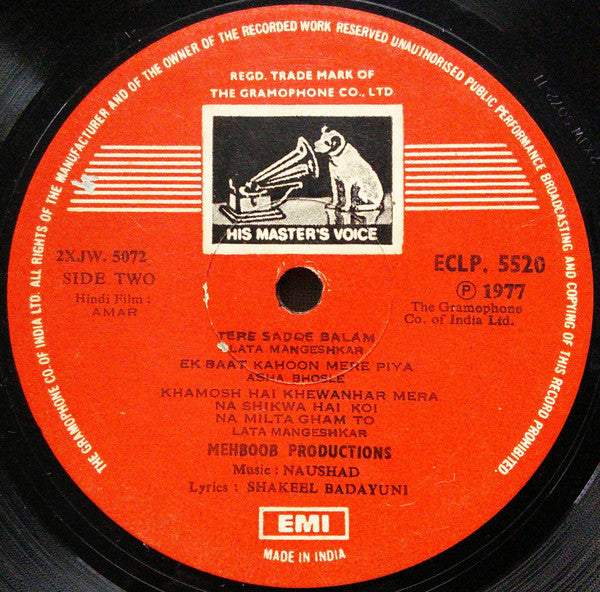 THE GRAMOPHONE CO. OF INDIA LTD. ALL RIGHTS OF THE MANUFACTURER AND OF THE OWNER OF THE RECORDED WORK RESERVED UNAUTHORISED PUBLIC PERFORMANCE BROADCASTING AND COPYING OF THIS RECORD PROHIBITED.
REGD. TRADE MARK OF
THE GRAMOPHONE CO., LTD.
HIS MASTER'S VOICE
2XJW. 5072
SIDE TWO
Hindi Film :
AMAR
ECLP. 5520
℗ 1977
The Gramophone
Co. of India Ltd.
TERE SADQE BALAM
LATA MANGESHKAR
EK BAAT KAHOON MERE PIYA
ASHA BHOSLE
KHAMOSH HAI KHEWANHAR MERA
NA SHIKWA HAI KOI
NA MILTA GHAM TO
LATA MANGESHKAR
MEHBOOB PRODUCTIONS
Music : NAUSHAD
Lyrics : SHAKEEL BADAYUNI
EMI
MADE IN INDIA